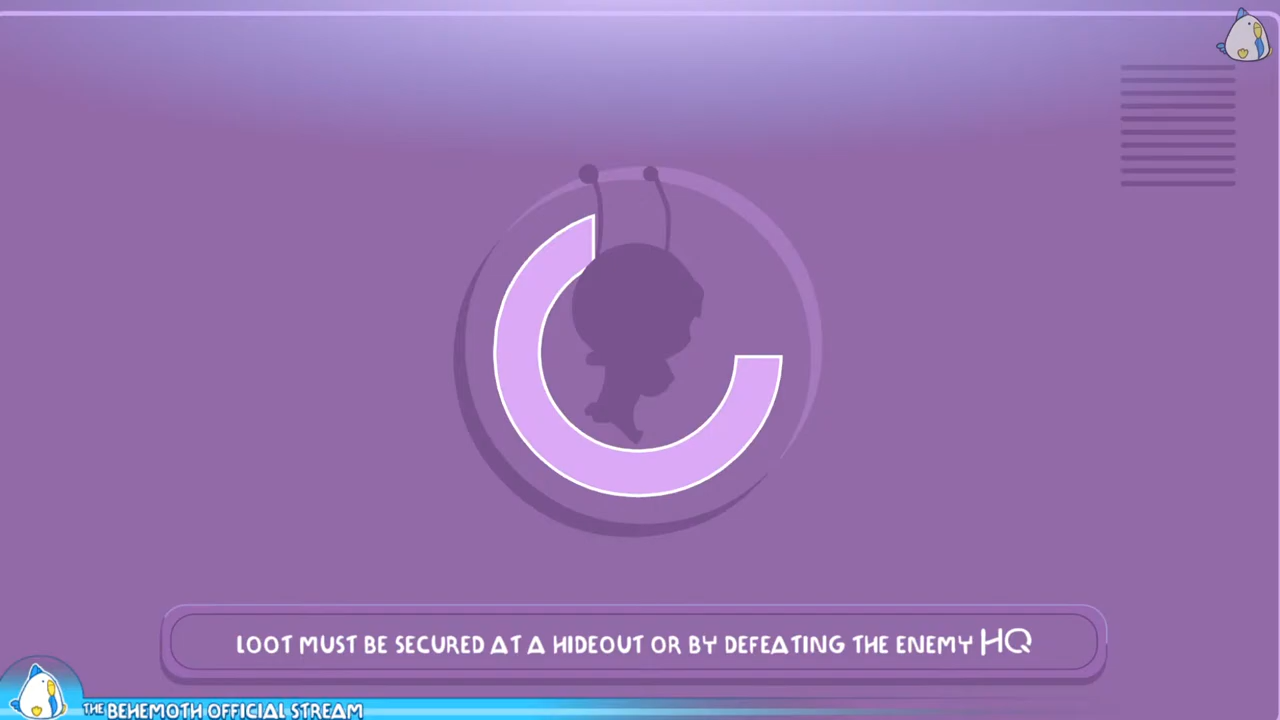 LOOT MUST BE SECURED AT A HIDEOUT OR BY DEFEATING THE ENEMY HQ
THE BEHEMOTH OFFICIAL STREAM